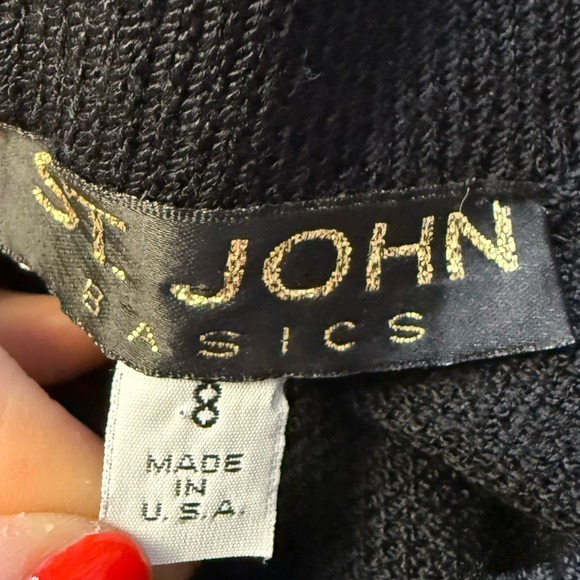 ST. JOHN
BASICS
8
MADE
IN
U.S.A.